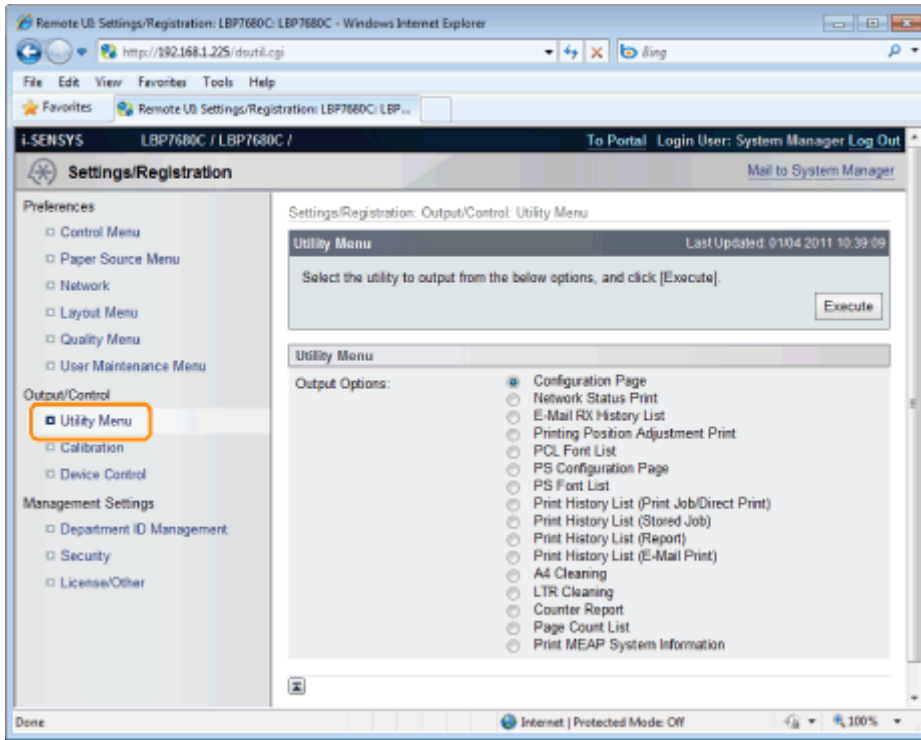 Remote UI: Settings/Registration: LBP7680C: LBP7680C - Windows Internet Explorer
http://192.168.1.225/dsutil.cgi
Bing
File Edit View Favorites Tools Help
Favorites
Remote UI: Settings/Registration: LBP7680C: LBP...
i-SENSYS LBP7680C / LBP7680C / To Portal Login User: System Manager Log Out
Settings/Registration
Mail to System Manager
Preferences
Control Menu
Paper Source Menu
Network
Layout Menu
Quality Menu
User Maintenance Menu
Output/Control
Utility Menu
Calibration
Device Control
Management Settings
Department ID Management
Security
License/Other
Settings/Registration: Output/Control: Utility Menu
Utility Menu Last Updated: 01/04 2011 10:39:09
Select the utility to output from the below options, and click [Execute].
Execute
Utility Menu
Output Options:
Configuration Page
Network Status Print
E-Mail RX History List
Printing Position Adjustment Print
PCL Font List
PS Configuration Page
PS Font List
Print History List (Print Job/Direct Print)
Print History List (Stored Job)
Print History List (Report)
Print History List (E-Mail Print)
A4 Cleaning
LTR Cleaning
Counter Report
Page Count List
Print MEAP System Information
Done
Internet | Protected Mode: Off
100%